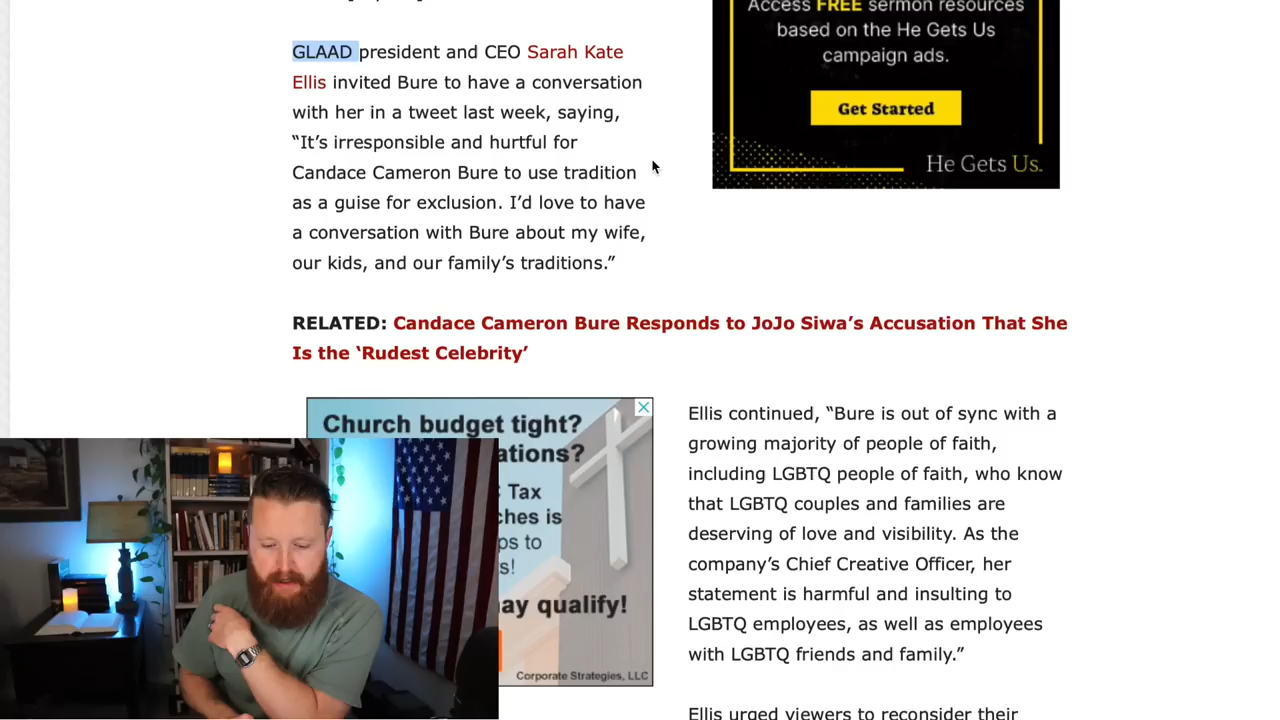 GLAAD president and CEO Sarah Kate
Ellis invited Bure to have a conversation
with her in a tweet last week, saying,
“It’s irresponsible and hurtful for
Candace Cameron Bure to use tradition
as a guise for exclusion. I’d love to have
a conversation with Bure about my wife,
our kids, and our family’s traditions.”
Access FREE sermon resources
based on the He Gets Us
campaign ads.
Get Started
He Gets Us.
RELATED: Candace Cameron Bure Responds to JoJo Siwa’s Accusation That She
Is the ‘Rudest Celebrity’
Church budget tight?
ations?
Tax
ches is
ps to
s!
ay qualify!
Corporate Strategies, LLC
Ellis continued, “Bure is out of sync with a
growing majority of people of faith,
including LGBTQ people of faith, who know
that LGBTQ couples and families are
deserving of love and visibility. As the
company’s Chief Creative Officer, her
statement is harmful and insulting to
LGBTQ employees, as well as employees
with LGBTQ friends and family.”
Ellis urged viewers to reconsider their